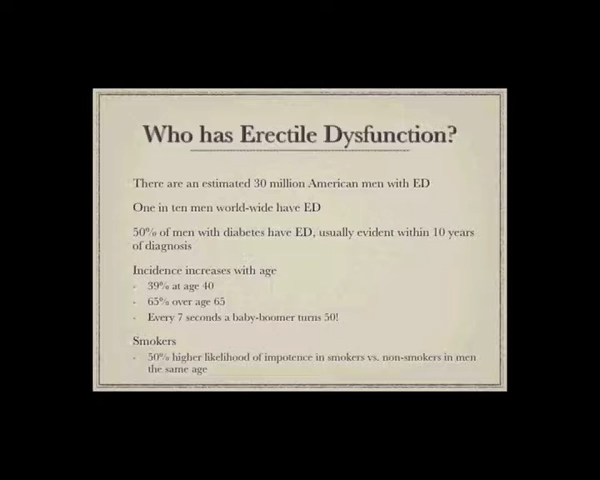 Who has Erectile Dysfunction?
There are an estimated 30 million American men with ED
One in ten men world-wide have ED
50% of men with diabetes have ED, usually evident within 10 years
of diagnosis
Incidence increases with age
- 39% at age 40
- 65% over age 65
- Every 7 seconds a baby-boomer turns 50!
Smokers
- 50% higher likelihood of impotence in smokers vs. non-smokers in men
the same age